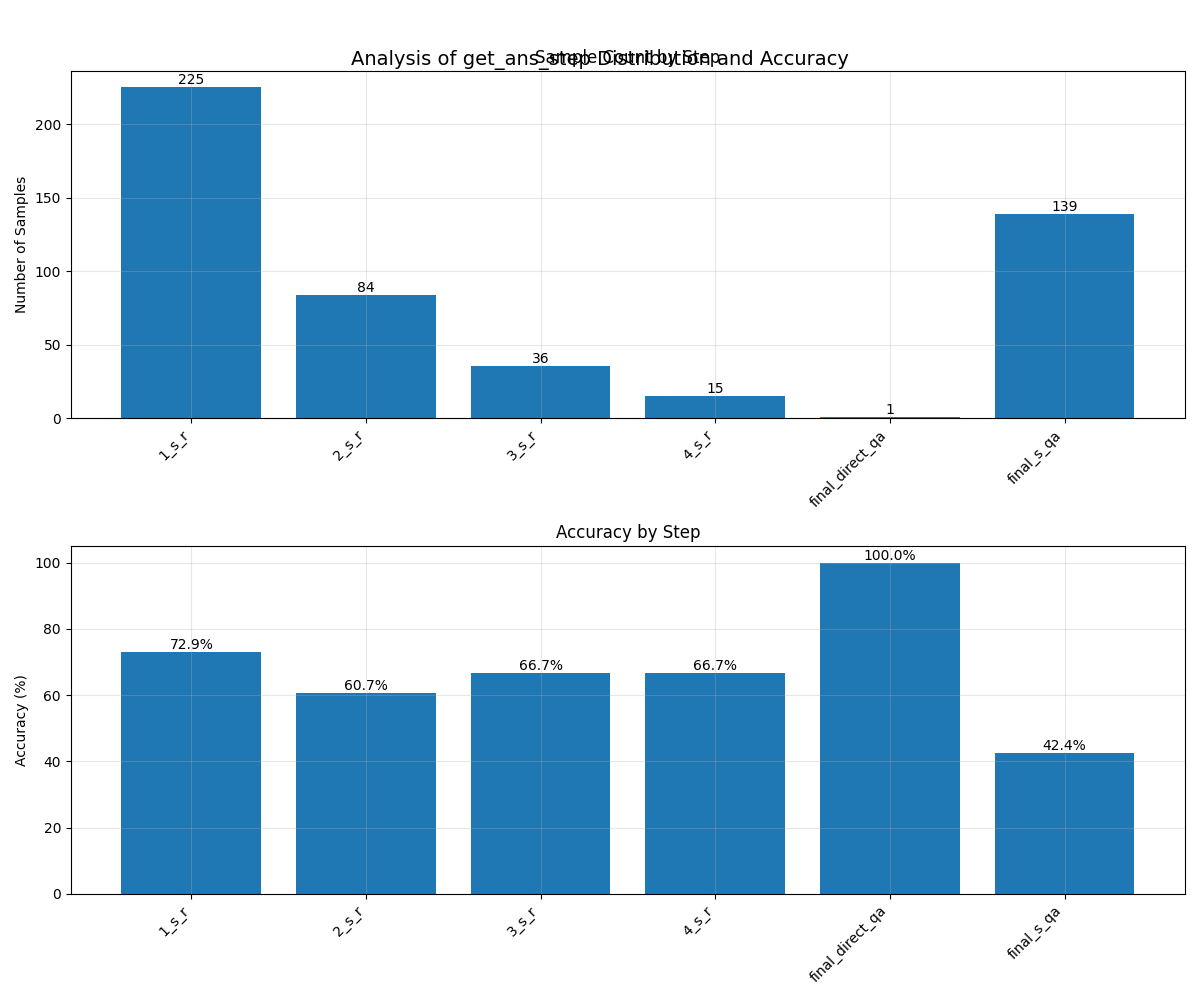 Analysis of get_ans_step Distribution and Accuracy
Sample Count by Step
Number of Samples
200
150
100
50
0
225
84
36
15
1
139
1_s_r
2_s_r
3_s_r
4_s_r
final_direct_qa
final_s_qa
Accuracy by Step
Accuracy (%)
100
80
60
40
20
0
72.9%
60.7%
66.7%
66.7%
100.0%
42.4%
1_s_r
2_s_r
3_s_r
4_s_r
final_direct_qa
final_s_qa